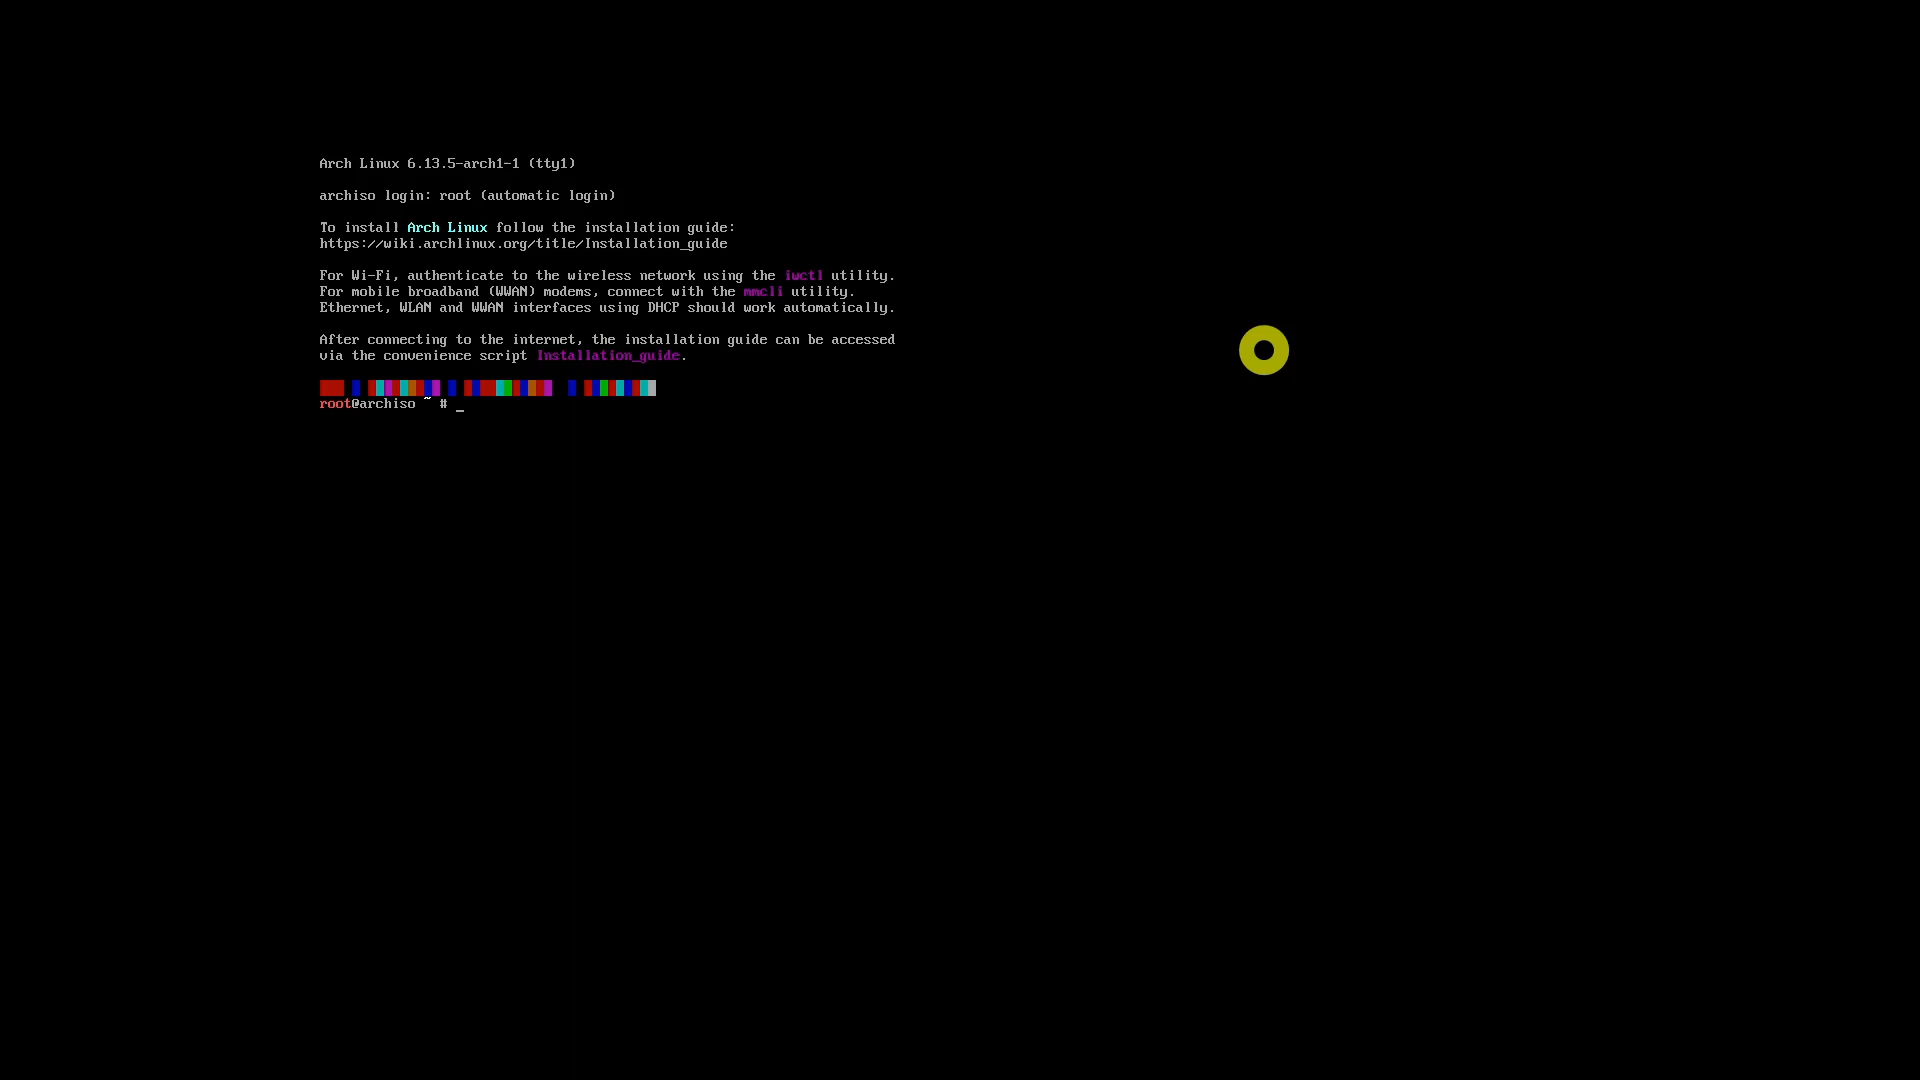 Arch Linux 6.13.5-arch1-1 (tty1)
archiso login: root (automatic login)
To install Arch Linux follow the installation guide:
https://wiki.archlinux.org/title/Installation_guide
For Wi-Fi, authenticate to the wireless network using the iwctl utility.
For mobile broadband (WWAN) modems, connect with the mmcli utility.
Ethernet, WLAN and WWAN interfaces using DHCP should work automatically.
After connecting to the internet, the installation guide can be accessed
via the convenience script Installation_guide.
root@archiso ~ # _